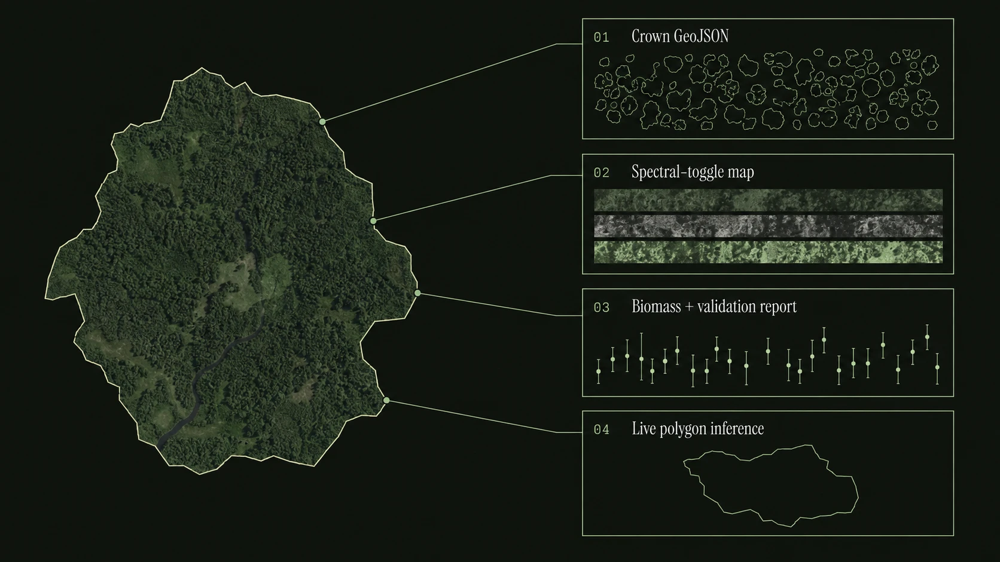 01 Crown GeoJSON
02 Spectral-toggle map
03 Biomass + validation report
04 Live polygon inference